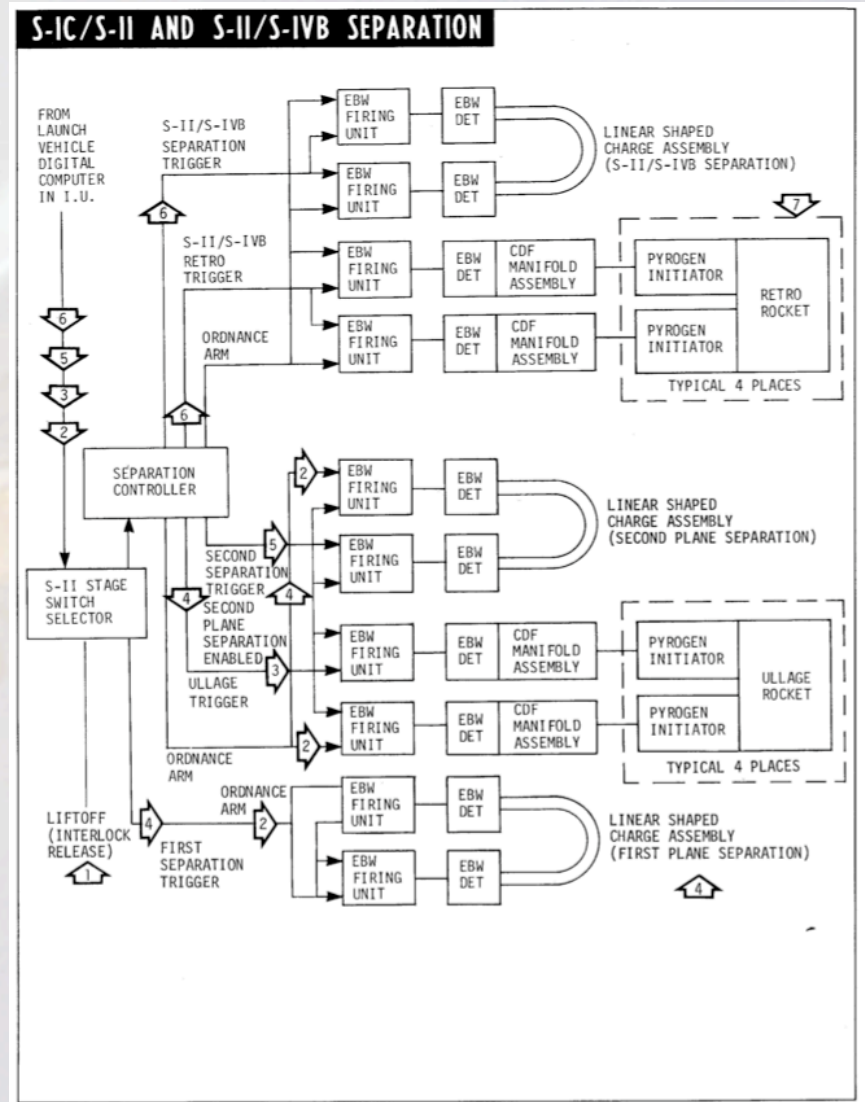 S-IC/S-II AND S-II/S-IVB SEPARATION
FROM
LAUNCH
VEHICLE
DIGITAL
COMPUTER
IN I.U.
S-II/S-IVB
SEPARATION
TRIGGER
6
EBW
FIRING
UNIT
EBW
DET
EBW
FIRING
UNIT
EBW
DET
LINEAR SHAPED
CHARGE ASSEMBLY
(S-II/S-IVB SEPARATION)
7
S-II/S-IVB
RETRO
TRIGGER
6
ORDNANCE
ARM
EBW
FIRING
UNIT
EBW
DET
CDF
MANIFOLD
ASSEMBLY
PYROGEN
INITIATOR
EBW
FIRING
UNIT
EBW
DET
CDF
MANIFOLD
ASSEMBLY
PYROGEN
INITIATOR
RETRO
ROCKET
TYPICAL 4 PLACES
6
5
3
2
SEPARATION
CONTROLLER
S-II STAGE
SWITCH
SELECTOR
2
EBW
FIRING
UNIT
EBW
DET
EBW
FIRING
UNIT
EBW
DET
LINEAR SHAPED
CHARGE ASSEMBLY
(SECOND PLANE SEPARATION)
5
SECOND
SEPARATION
TRIGGER
4
4
SECOND
PLANE
SEPARATION
ENABLED
ULLAGE
TRIGGER
3
EBW
FIRING
UNIT
EBW
DET
CDF
MANIFOLD
ASSEMBLY
PYROGEN
INITIATOR
EBW
FIRING
UNIT
EBW
DET
CDF
MANIFOLD
ASSEMBLY
PYROGEN
INITIATOR
ULLAGE
ROCKET
TYPICAL 4 PLACES
2
ORDNANCE
ARM
LIFTOFF
(INTERLOCK
RELEASE)
1
4
FIRST
SEPARATION
TRIGGER
ORDNANCE
ARM
2
EBW
FIRING
UNIT
EBW
DET
EBW
FIRING
UNIT
EBW
DET
LINEAR SHAPED
CHARGE ASSEMBLY
(FIRST PLANE SEPARATION)
4